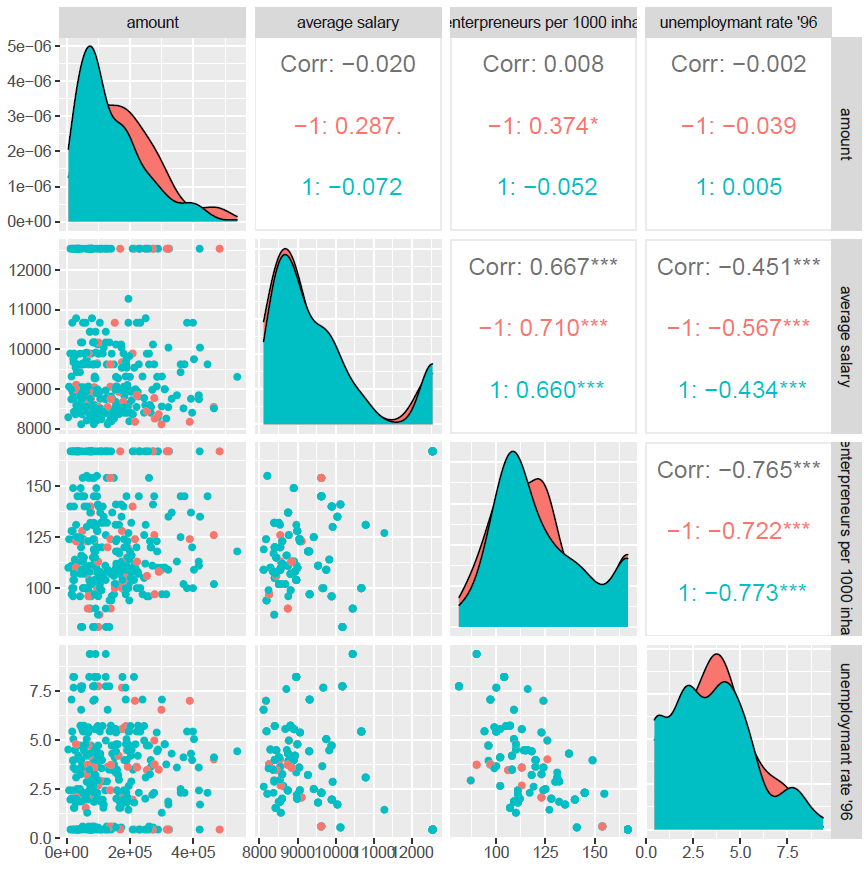 amount
average salary
enterpreneurs per 1000 inha
unemploymant rate '96
5e−06
4e−06
3e−06
2e−06
1e−06
0e+00
Corr: −0.020
−1: 0.287.
1: −0.072
Corr: 0.008
−1: 0.374*
1: −0.052
Corr: −0.002
−1: −0.039
1: 0.005
amount
12000
11000
10000
9000
8000
Corr: 0.667***
−1: 0.710***
1: 0.660***
Corr: −0.451***
−1: −0.567***
1: −0.434***
average salary
150
125
100
Corr: −0.765***
−1: −0.722***
1: −0.773***
enterpreneurs per 1000 inha
7.5
5.0
2.5
0.0
unemploymant rate '96
0e+00 2e+05 4e+05
8000 9000 10000 11000 12000
100 125 150
0.0 2.5 5.0 7.5